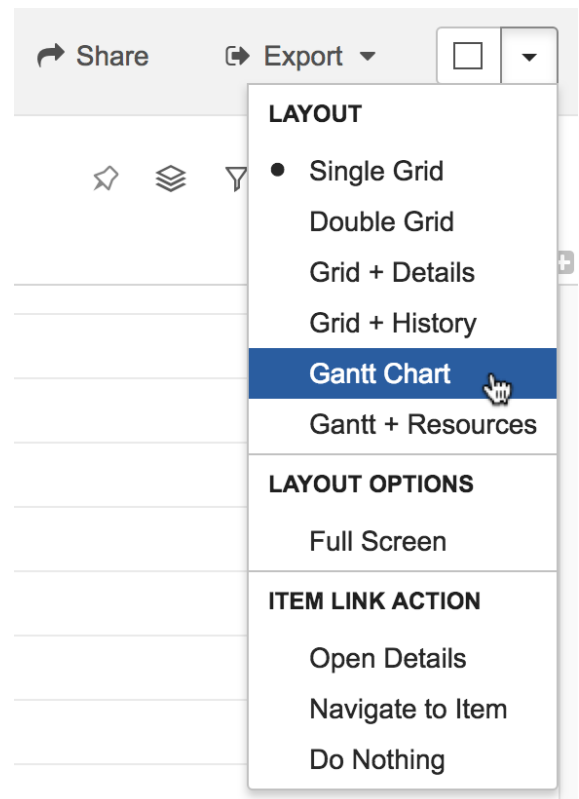 Share Export
LAYOUT
Single Grid
Double Grid
Grid + Details
Grid + History
Gantt Chart
Gantt + Resources
LAYOUT OPTIONS
Full Screen
ITEM LINK ACTION
Open Details
Navigate to Item
Do Nothing